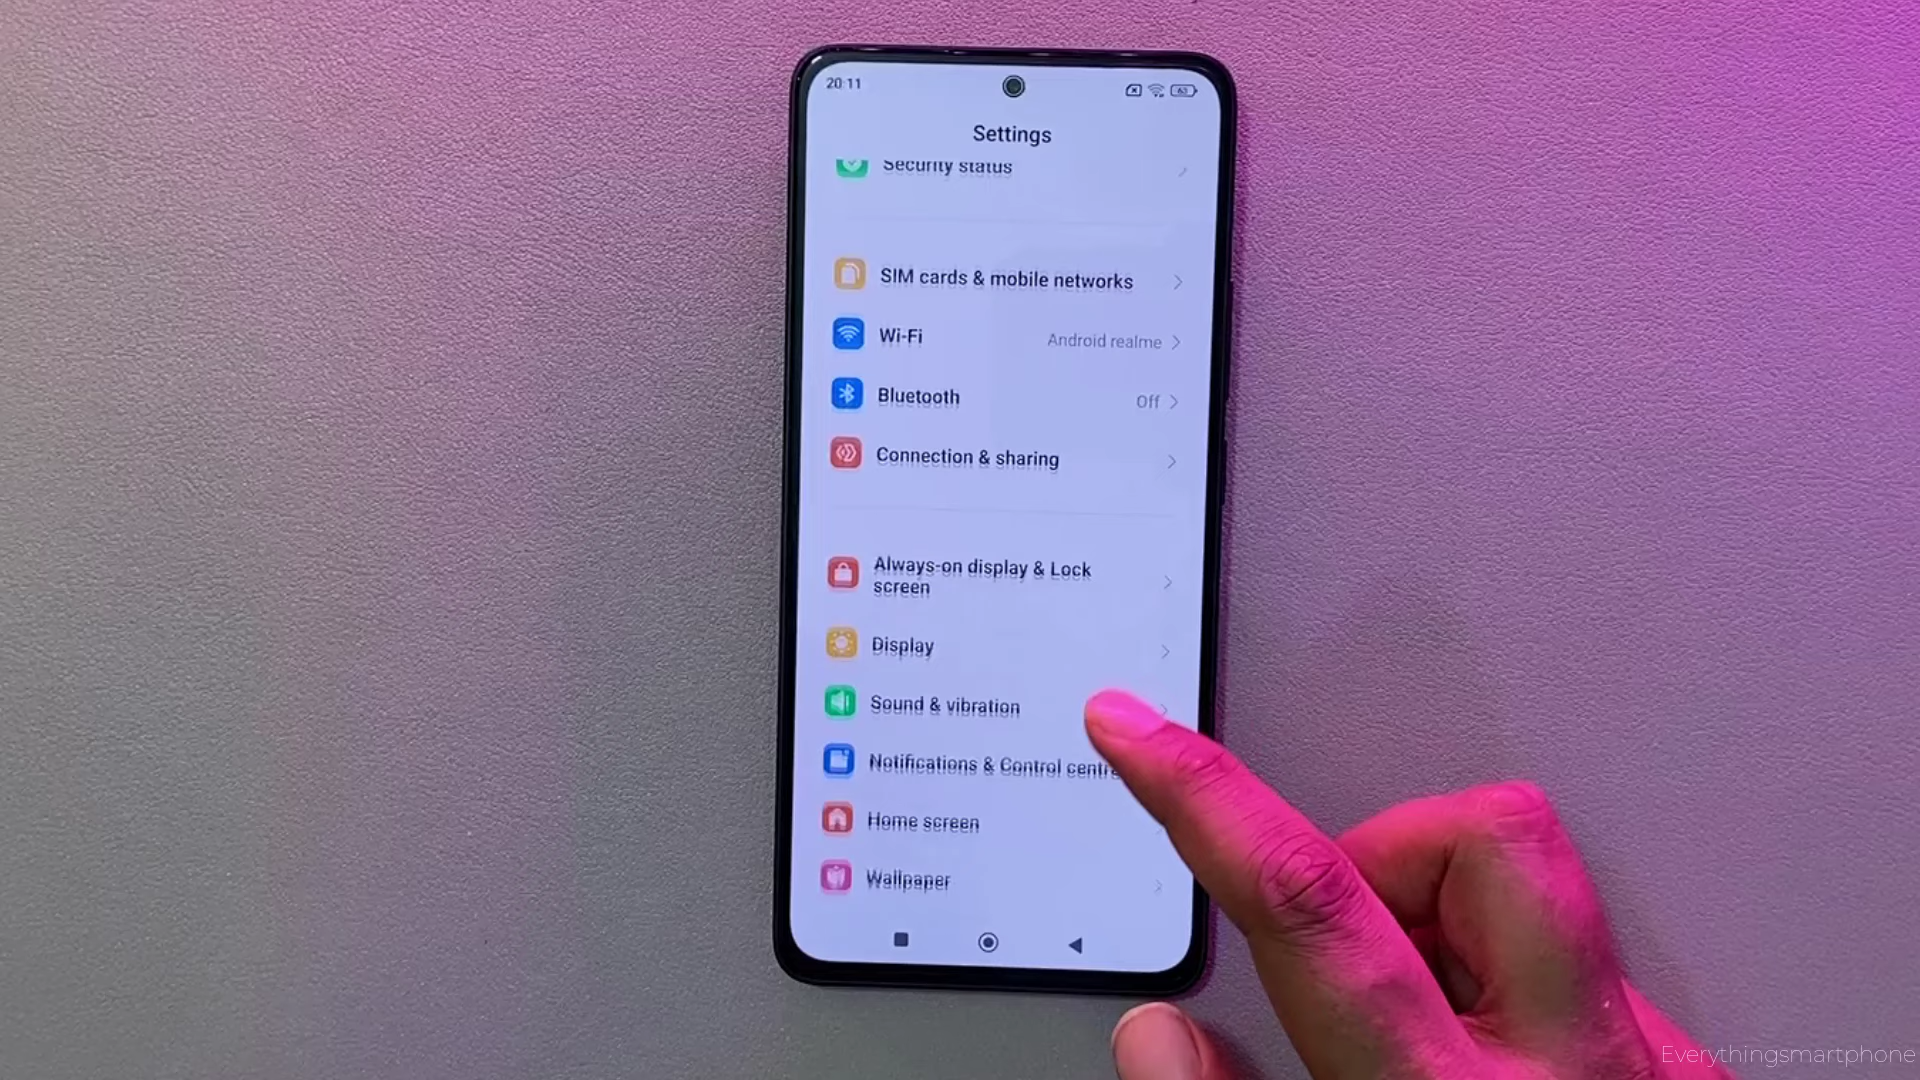 20:11
63
Settings
Security status
SIM cards & mobile networks
Wi-Fi
Android realme
Bluetooth
Off
Connection & sharing
Always-on display & Lock
screen
Display
Sound & vibration
Notifications & Control centre
Home screen
Wallpaper
Everythingsmartphone